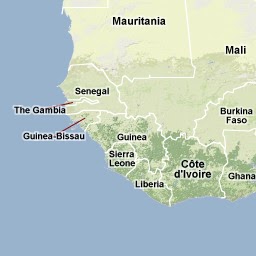 Mauritania
Mali
Senegal
The Gambia
Burkina
Faso
Guinea-Bissau
Guinea
Sierra
Leone
Côte
d'Ivoire
Ghana
Liberia